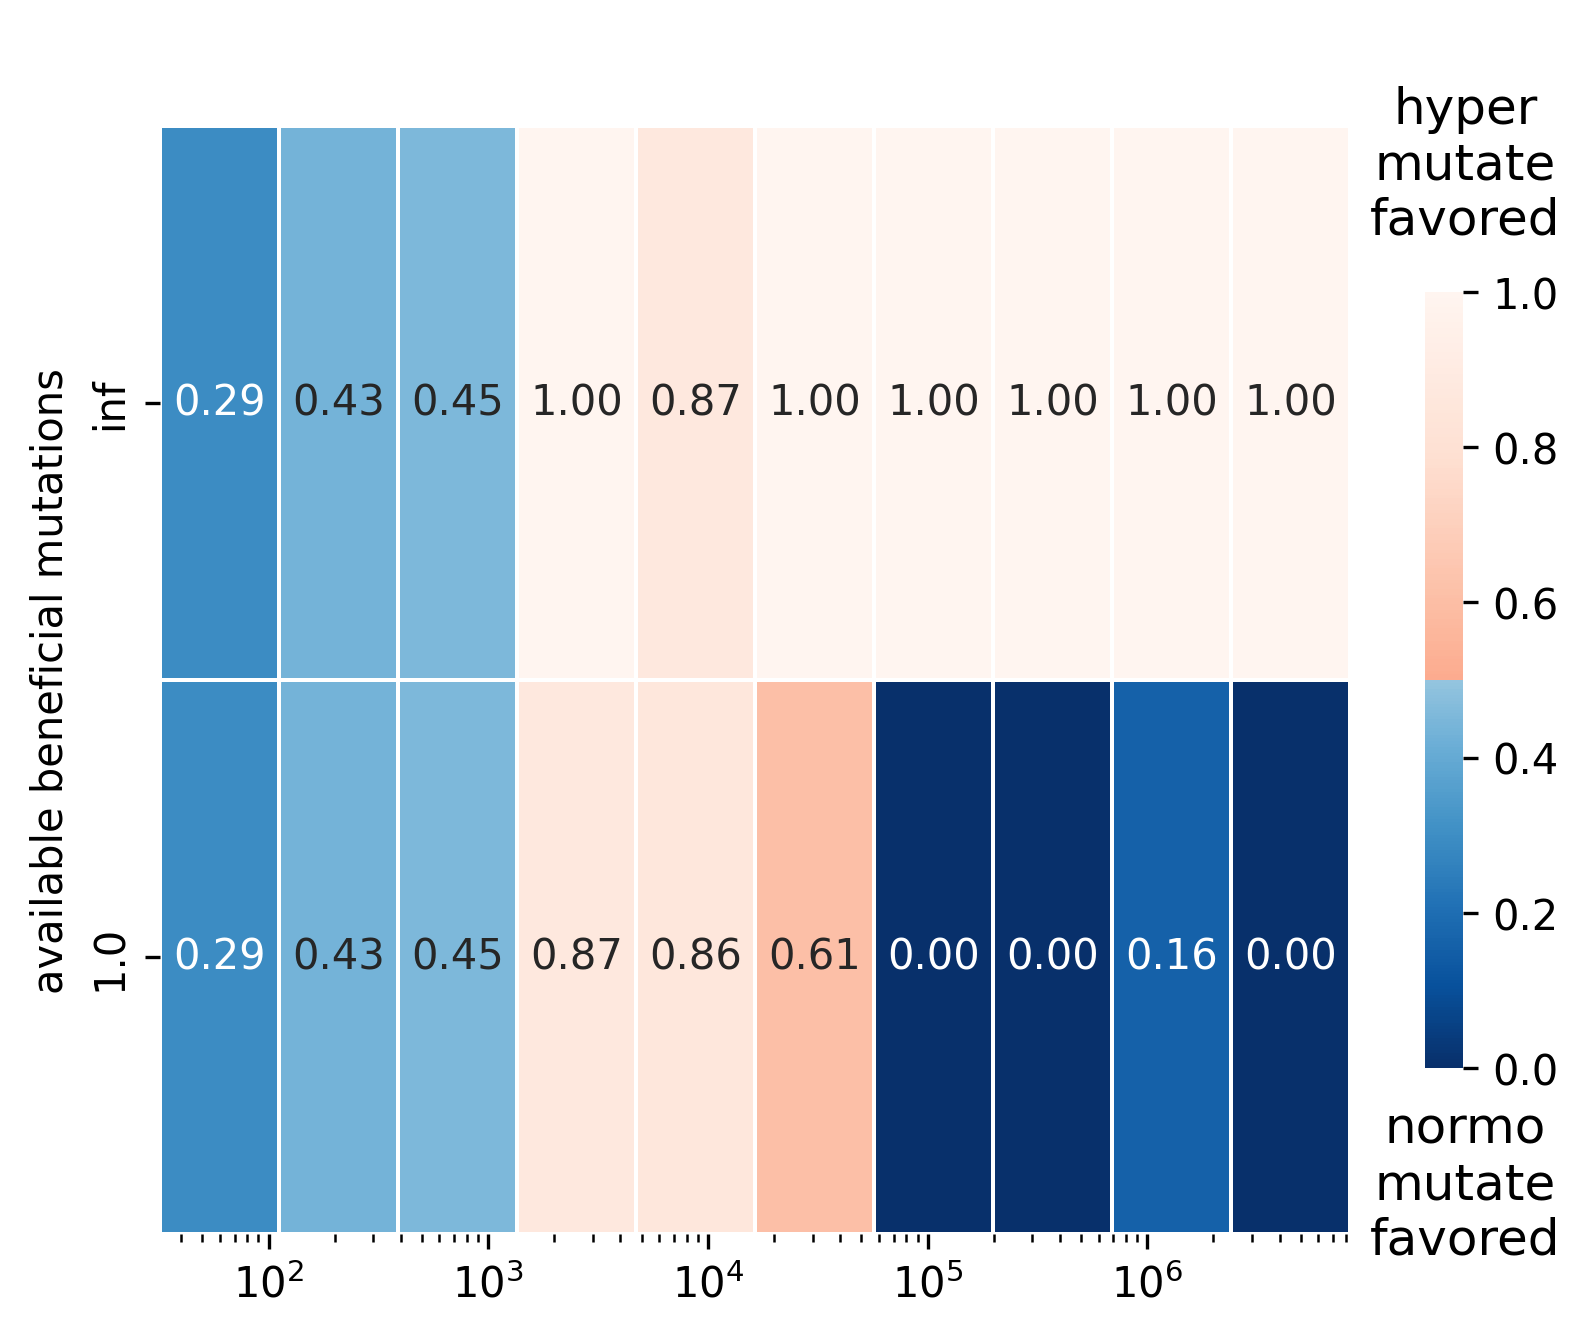 hyper
mutate
favored
available beneficial mutations
inf
0.29 0.43 0.45 1.00 0.87 1.00 1.00 1.00 1.00 1.00
1.0
0.29 0.43 0.45 0.87 0.86 0.61 0.00 0.00 0.16 0.00
10² 10³ 10⁴ 10⁵ 10⁶
1.0
0.8
0.6
0.4
0.2
0.0
normo
mutate
favored